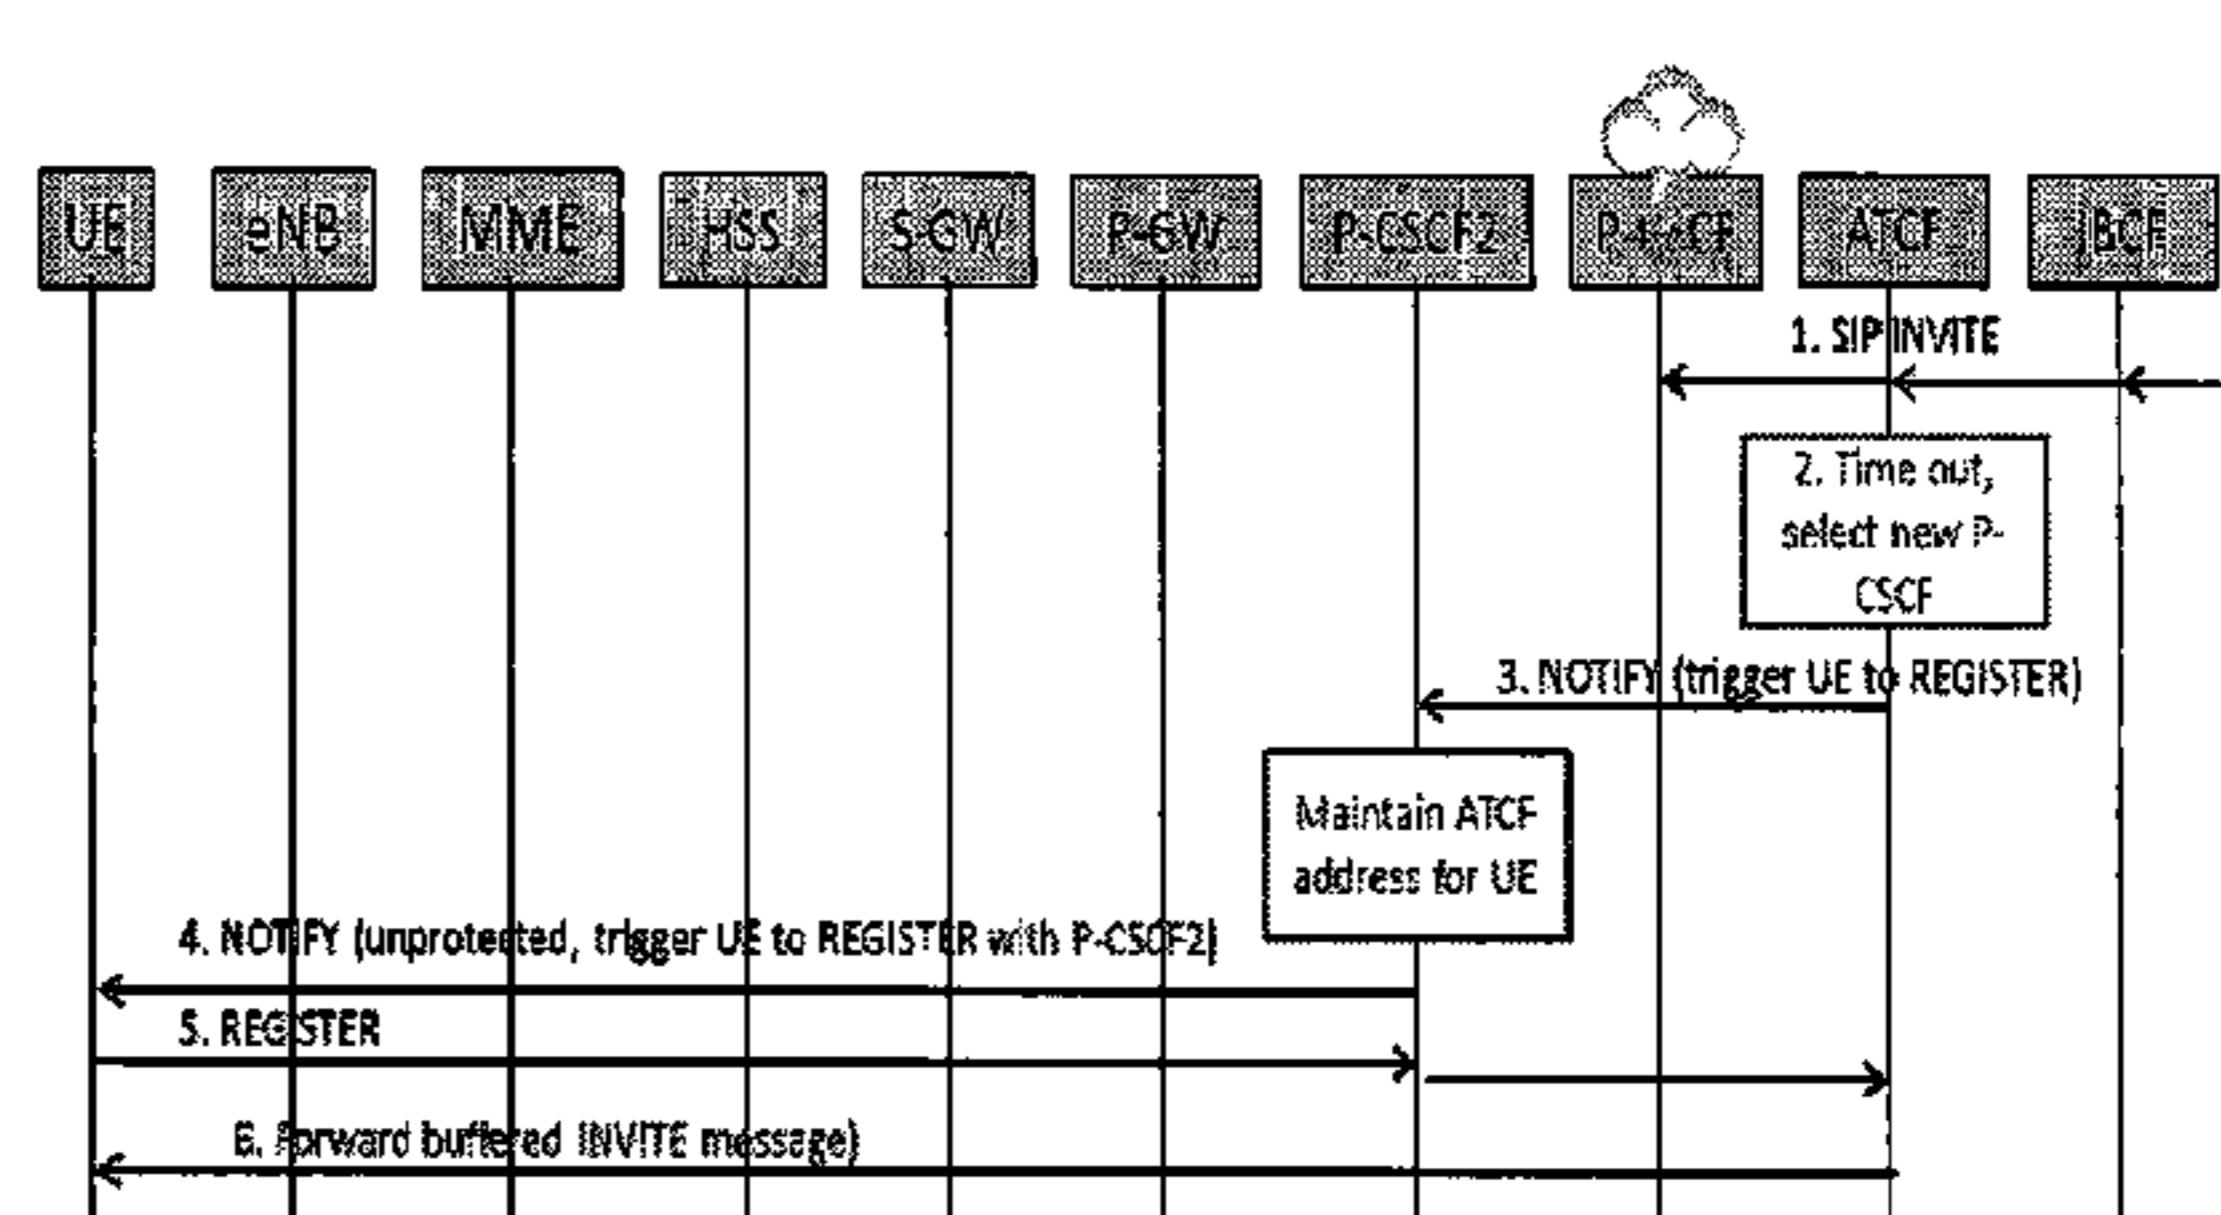 UE eNB MME HSS S-GW P-GW P-CSCF2 ATCF IBCF
1. SIP INVITE
2. Time out,
select new P-
CSCF
3. NOTIFY (trigger UE to REGISTER)
Maintain ATCF
address for UE
4. NOTIFY (unprotected, trigger UE to REGISTER with P-CSCF2)
5. REGISTER
6. Forward buffered INVITE message)